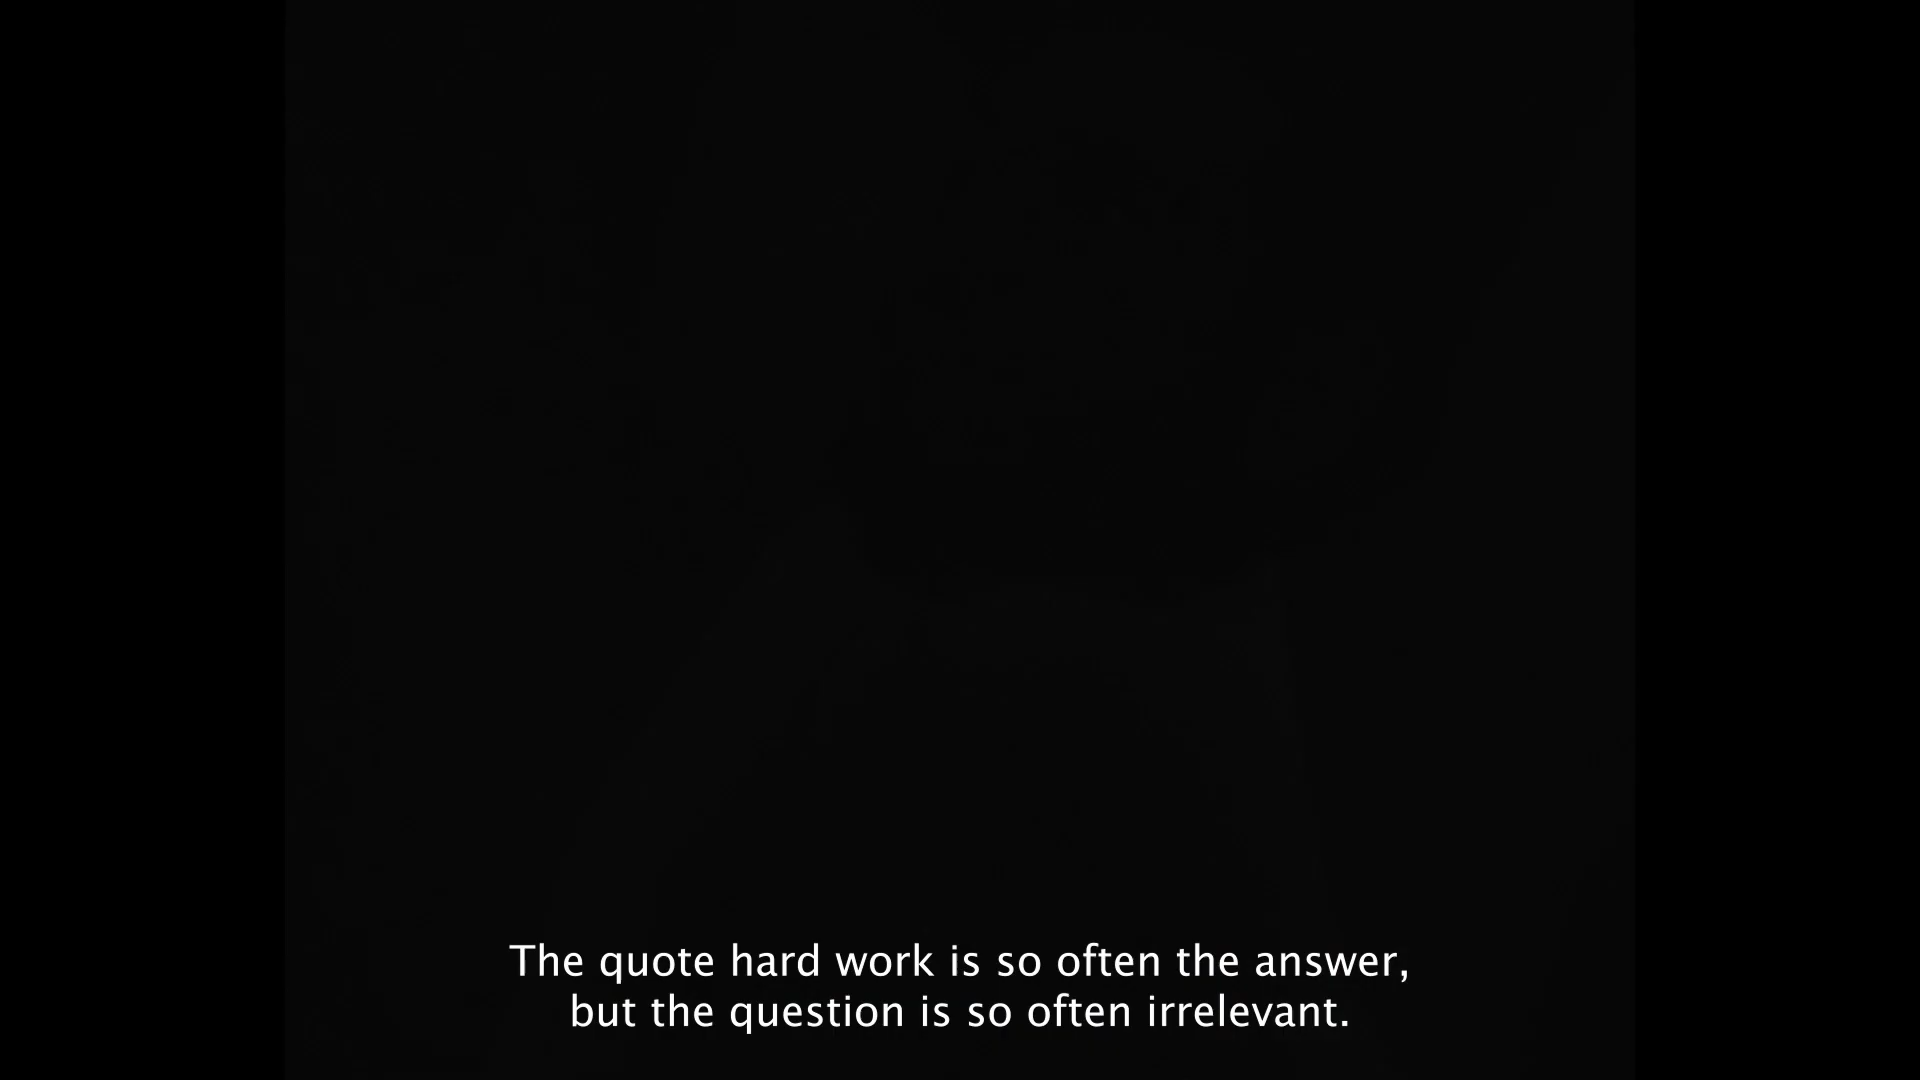 The quote hard work is so often the answer,
but the question is so often irrelevant.